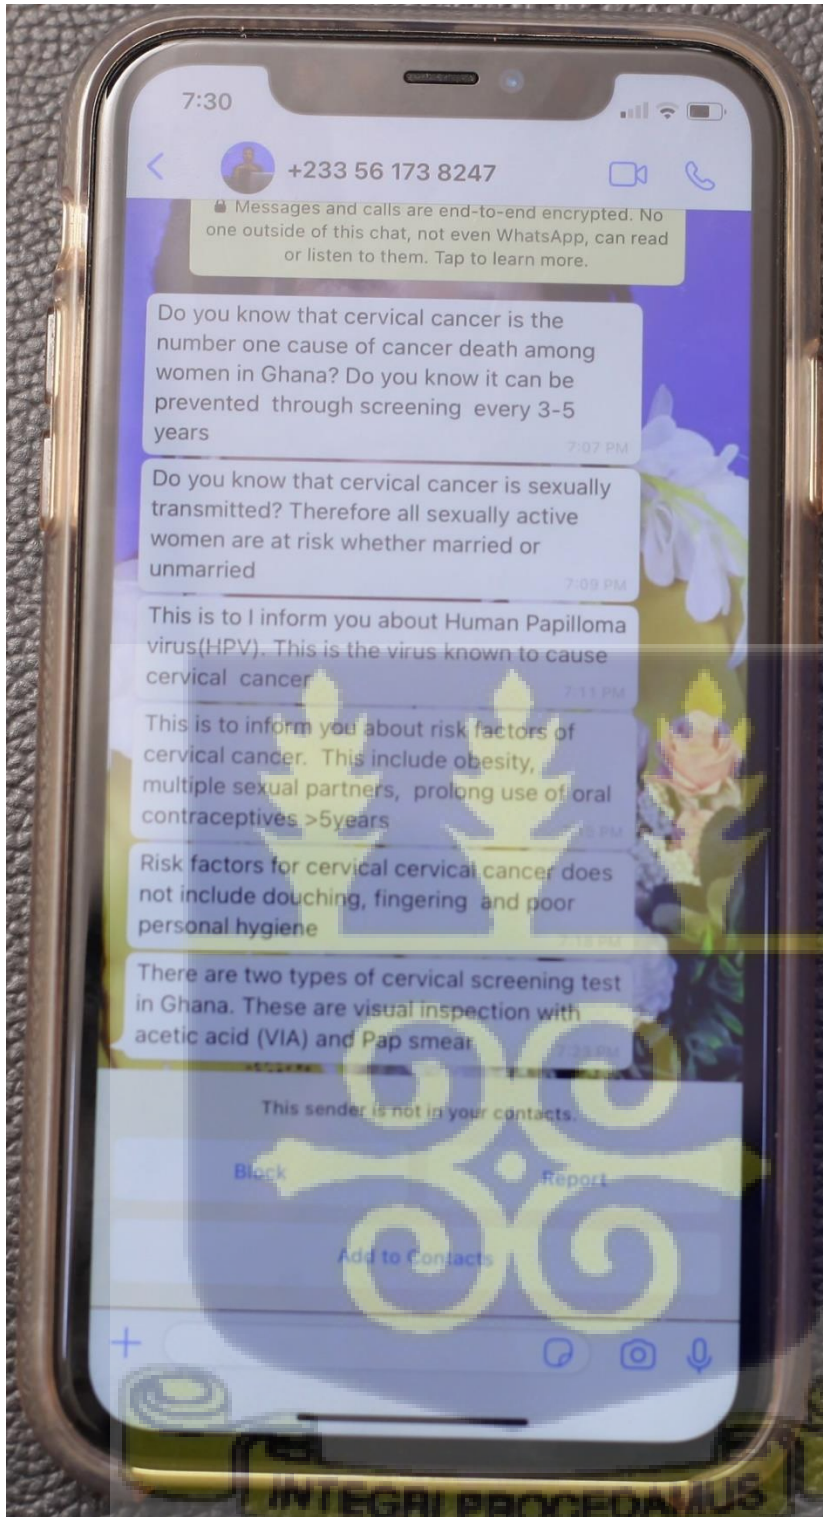 7:30
+233 56 173 8247
Messages and calls are end-to-end encrypted. No
one outside of this chat, not even WhatsApp, can read
or listen to them. Tap to learn more.
Do you know that cervical cancer is the
number one cause of cancer death among
women in Ghana? Do you know it can be
prevented through screening every 3-5
years
7:07 PM
Do you know that cervical cancer is sexually
transmitted? Therefore all sexually active
women are at risk whether married or
unmarried
7:09 PM
This is to I inform you about Human Papilloma
virus(HPV). This is the virus known to cause
cervical cancer
7:11 PM
This is to inform you about risk factors of
cervical cancer. This include obesity,
multiple sexual partners, prolong use of oral
contraceptives >5years
PM
Risk factors for cervical cervical cancer does
not include douching, fingering and poor
personal hygiene
There are two types of cervical screening test
in Ghana. These are visual inspection with
acetic acid (VIA) and Pap smear
7:23 PM
This sender is not in your contacts.
Block
Report
Add to Contacts
INTEGRI PROCEDAMUS